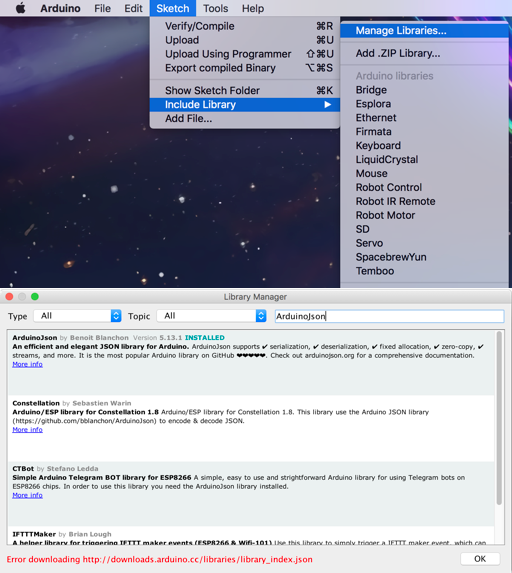 Arduino File Edit Sketch Tools Help
Verify/Compile ⌘R
Upload ⌘U
Upload Using Programmer ⇧⌘U
Export compiled Binary ⌥⌘S
Show Sketch Folder ⌘K
Include Library ▶
Add File...
Manage Libraries...
Add .ZIP Library...
Arduino libraries
Bridge
Esplora
Ethernet
Firmata
Keyboard
LiquidCrystal
Mouse
Robot Control
Robot IR Remote
Robot Motor
SD
Servo
SpacebrewYun
Temboo
Library Manager
Type All Topic All ArduinoJson
ArduinoJson by Benoit Blanchon Version 5.13.1 INSTALLED
An efficient and elegant JSON library for Arduino. ArduinoJson supports ✔ serialization, ✔ deserialization, ✔ fixed allocation, ✔ zero-copy, ✔
streams, and more. It is the most popular Arduino library on GitHub ❤❤❤❤❤. Check out arduinojson.org for a comprehensive documentation.
More info
Constellation by Sebastien Warin
Arduino/ESP library for Constellation 1.8 Arduino/ESP library for Constellation 1.8. This library use the Arduino JSON library
(https://github.com/bblanchon/ArduinoJson) to encode & decode JSON.
More info
CTBot by Stefano Ledda
Simple Arduino Telegram BOT library for ESP8266 A simple, easy to use and strightforward Arduino library for using Telegram bots on
ESP8266 chips. In order to use this library you need the ArduinoJson library installed.
More info
IFTTTMaker by Brian Lough
A helper library for triggering IFTTT maker events (ESP8266 & Wifi-101) Use this library to simply trigger a IFTTT maker event, which can
Error downloading http://downloads.arduino.cc/libraries/library_index.json OK